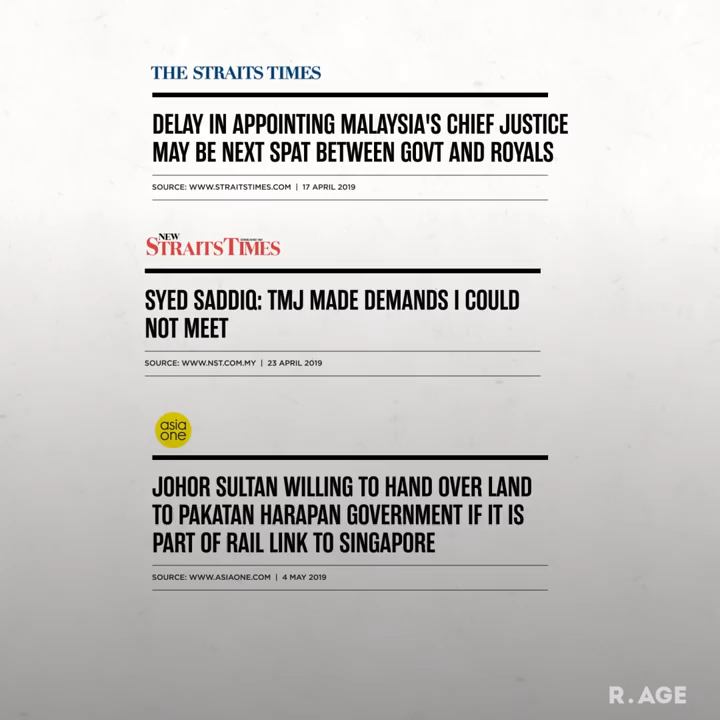 THE STRAITS TIMES
DELAY IN APPOINTING MALAYSIA'S CHIEF JUSTICE
MAY BE NEXT SPAT BETWEEN GOVT AND ROYALS
SOURCE: WWW.STRAITSTIMES.COM | 17 APRIL 2019
NEW
STRAITS TIMES
SYED SADDIQ: TMJ MADE DEMANDS I COULD
NOT MEET
SOURCE: WWW.NST.COM.MY | 23 APRIL 2019
asia
one
JOHOR SULTAN WILLING TO HAND OVER LAND
TO PAKATAN HARAPAN GOVERNMENT IF IT IS
PART OF RAIL LINK TO SINGAPORE
SOURCE: WWW.ASIAONE.COM | 4 MAY 2019
R.AGE